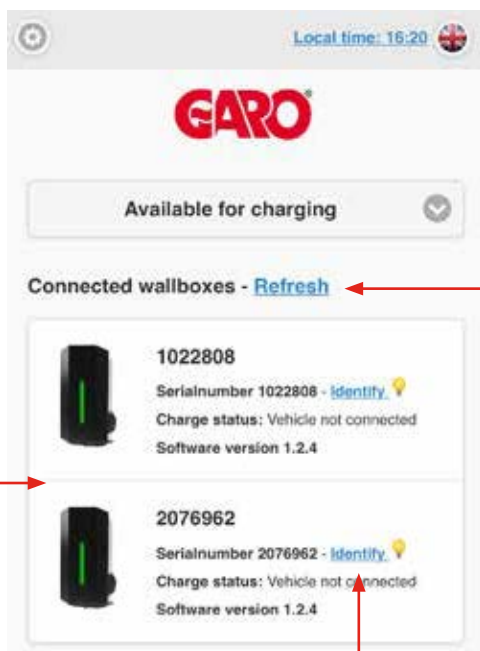 Local time: 16:20
GARO
Available for charging
Connected wallboxes - Refresh
1022808
Serialnumber 1022808 - Identify
Charge status: Vehicle not connected
Software version 1.2.4
2076962
Serialnumber 2076962 - Identify
Charge status: Vehicle not connected
Software version 1.2.4